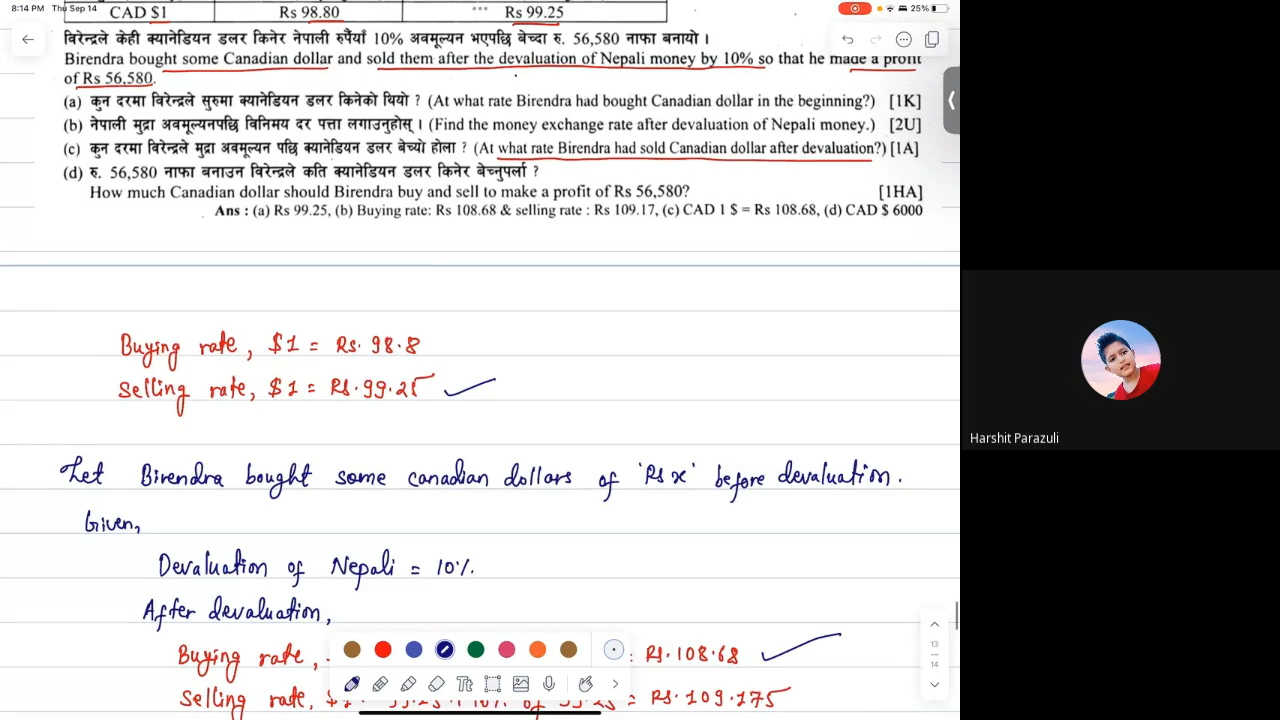 8:14 PM Thu Sep 14
25%
CAD $1 Rs 98.80 Rs 99.25
विरेन्द्रले केही क्यानेडियन डलर किनेर नेपाली रुपैंयाँ 10% अवमूल्यन भएपछि बेच्दा रु. 56,580 नाफा बनायो ।
Birendra bought some Canadian dollar and sold them after the devaluation of Nepali money by 10% so that he made a profit
of Rs 56,580.
(a) कुन दरमा विरेन्द्रले सुरुमा क्यानेडियन डलर किनेको थियो ? (At what rate Birendra had bought Canadian dollar in the beginning?) [1K]
(b) नेपाली मुद्रा अवमूल्यनपछि विनिमय दर पत्ता लगाउनुहोस् । (Find the money exchange rate after devaluation of Nepali money.) [2U]
(c) कुन दरमा विरेन्द्रले मुद्रा अवमूल्यन पछि क्यानेडियन डलर बेच्यो होला ? (At what rate Birendra had sold Canadian dollar after devaluation?) [1A]
(d) रु. 56,580 नाफा बनाउन विरेन्द्रले कति क्यानेडियन डलर किनेर बेच्नुपर्ला ?
How much Canadian dollar should Birendra buy and sell to make a profit of Rs 56,580? [1HA]
Ans : (a) Rs 99.25, (b) Buying rate: Rs 108.68 & selling rate : Rs 109.17, (c) CAD 1 $ = Rs 108.68, (d) CAD $ 6000
Buying rate, $1 = Rs. 98.8
Selling rate, $1 = Rs. 99.25
Let Birendra bought some canadian dollars of 'Rs x' before devaluation.
Given,
Devaluation of Nepali = 10%
After devaluation,
Buying rate, Rs. 108.68
Selling rate, = Rs. 109.175
Tt
13
14
Harshit Parazuli